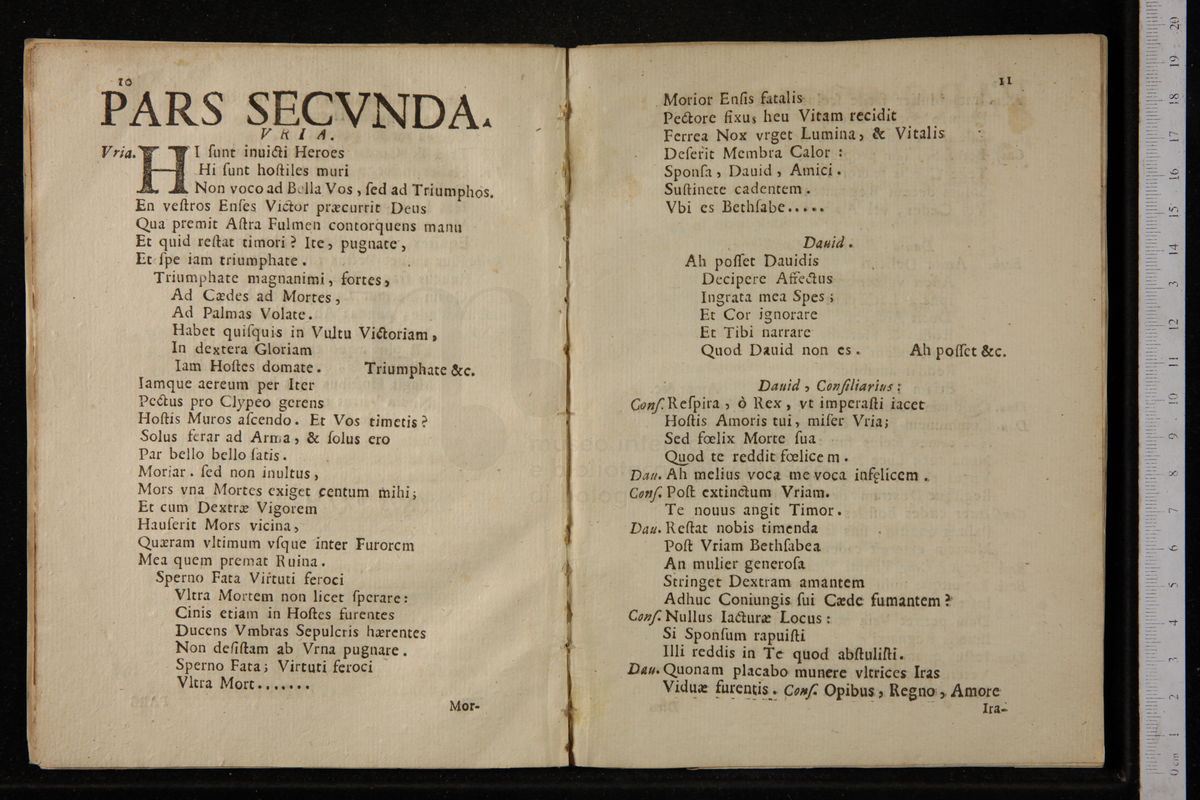 10
PARS SECVNDA.
VRIA.
Vria. HI ſunt inuicti Heroes
Hi ſunt hoſtiles muri
Non voco ad Bella Vos, ſed ad Triumphos.
En veſtros Enſes Victor præcurrit Deus
Qua premit Aſtra Fulmen contorquens manu
Et quid reſtat timori? Ite, pugnate,
Et ſpe iam triumphate.
Triumphate magnanimi, fortes,
Ad Cædes ad Mortes,
Ad Palmas Volate.
Habet quiſquis in Vultu Victoriam,
In dextera Gloriam
Iam Hoſtes domate. Triumphate &c.
Iamque aereum per Iter
Pectus pro Clypeo gerens
Hoſtis Muros aſcendo. Et Vos timetis?
Solus ferar ad Arma, & ſolus ero
Par bello bello ſatis.
Moriar. ſed non inultus,
Mors vna Mortes exiget centum mihi;
Et cum Dextræ Vigorem
Hauſerit Mors vicina,
Quæram vltimum vſque inter Furorem
Mea quem premat Ruina.
Sperno Fata Virtuti feroci
Vltra Mortem non licet ſperare:
Cinis etiam in Hoſtes furentes
Ducens Vmbras Sepulcris hærentes
Non deſiſtam ab Vrna pugnare.
Sperno Fata; Virtuti feroci
Vltra Mort.......
Mor-
11
Morior Enſis fatalis
Pectore fixus heu Vitam recidit
Ferrea Nox vrget Lumina, & Vitalis
Deſerit Membra Calor:
Sponſa, Dauid, Amici.
Suſtinete cadentem.
Vbi es Bethſabe.....
Dauid.
Ah poſſet Dauidis
Decipere Affectus
Ingrata mea Spes;
Et Cor ignorare
Et Tibi narrare
Quod Dauid non es. Ah poſſet &c.
Dauid, Conſiliarius:
Conſ. Reſpira, ò Rex, vt imperaſti iacet
Hoſtis Amoris tui, miſer Vria;
Sed fœlix Morte ſua
Quod te reddit fœlicem.
Dau. Ah melius voca me voca infęlicem.
Conſ. Poſt extinctum Vriam.
Te nouus angit Timor.
Dau. Reſtat nobis timenda
Poſt Vriam Bethſabea
An mulier generoſa
Stringet Dextram amantem
Adhuc Coniungis ſui Cæde fumantem?
Conſ. Nullus Iacturæ Locus:
Si Sponſum rapuiſti
Illi reddis in Te quod abſtuliſti.
Dau. Quonam placabo munere vltrices Iras
Viduæ furentis. Conſ. Opibus, Regno, Amore
Ira-